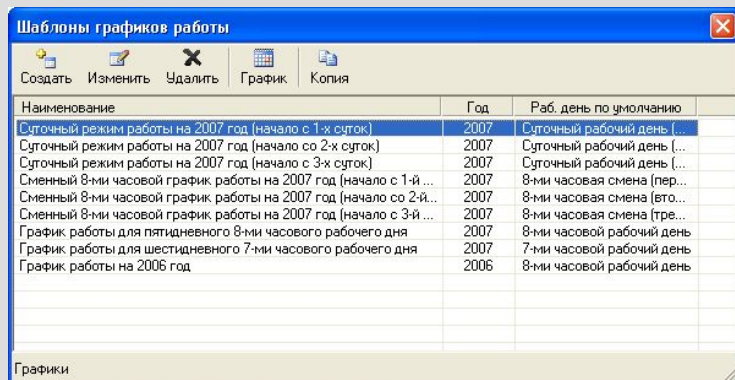 Шаблоны графиков работы
Создать Изменить Удалить График Копия
Наименование Год Раб. день по умолчанию
Суточный режим работы на 2007 год (начало с 1-х суток) 2007 Суточный рабочий день (...
Суточный режим работы на 2007 год (начало со 2-х суток) 2007 Суточный рабочий день (...
Суточный режим работы на 2007 год (начало с 3-х суток) 2007 Суточный рабочий день (...
Сменный 8-ми часовой график работы на 2007 год (начало с 1-й ... 2007 8-ми часовая смена (пер...
Сменный 8-ми часовой график работы на 2007 год (начало со 2-й... 2007 8-ми часовая смена (вто...
Сменный 8-ми часовой график работы на 2007 год (начало с 3-й ... 2007 8-ми часовая смена (тре...
График работы для пятидневного 8-ми часового рабочего дня 2007 8-ми часовой рабочий день
График работы для шестидневного 7-ми часового рабочего дня 2007 7-ми часовой рабочий день
График работы на 2006 год 2006 8-ми часовой рабочий день
Графики